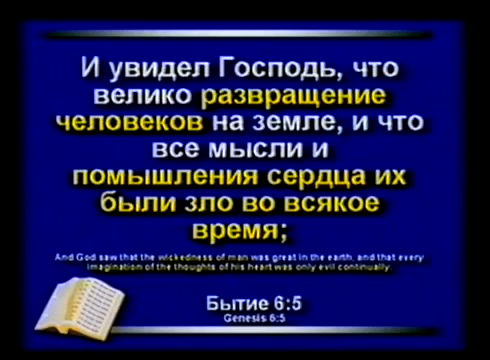 И увидел Господь, что
велико развращение
человеков на земле, и что
все мысли и
помышления сердца их
были зло во всякое
время;
And God saw that the wickedness of man was great in the earth, and that every
imagination of the thoughts of his heart was only evil continually.
Бытие 6:5
Genesis 6:5